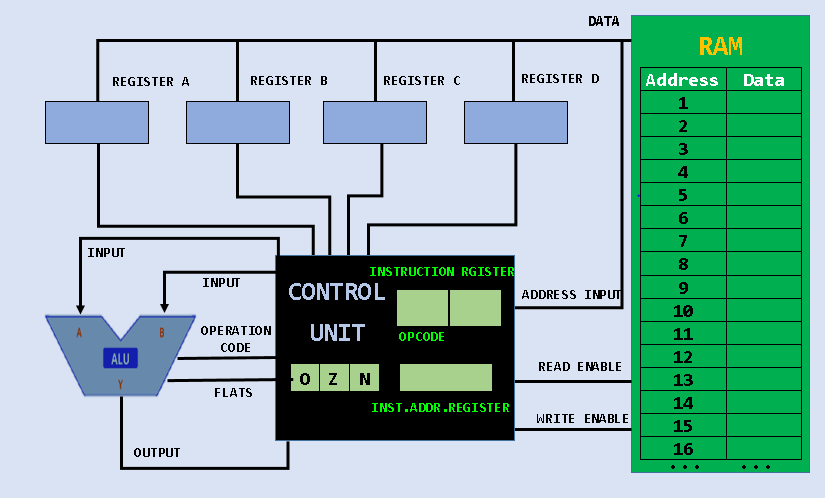 DATA
RAM
REGISTER A
REGISTER B
REGISTER C
REGISTER D
Address Data
1
2
3
4
5
6
7
8
9
10
11
12
13
14
15
16
...  ...
INPUT
INPUT
INSTRUCTION RGISTER
CONTROL
UNIT
OPCODE
ADDRESS INPUT
A
B
ALU
Y
OPERATION
CODE
FLATS
O Z N
INST.ADDR.REGISTER
READ ENABLE
WRITE ENABLE
OUTPUT